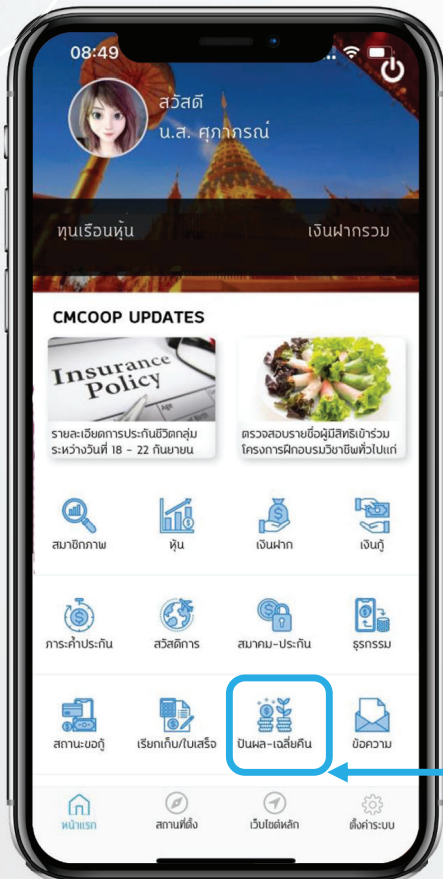 08:49
สวัสดี
น.ส. ศุภาภรณ์
ทุนเรือนหุ้น เงินฝากรวม
CMCOOP UPDATES
Insurance
Policy
รายละเอียดการประกันชีวิตกลุ่ม
ระหว่างวันที่ 18 - 22 กันยายน
ตรวจสอบรายชื่อผู้มีสิทธิเข้าร่วม
โครงการฝึกอบรมวิชาชีพทั่วไปแก่
สมาชิกภาพ หุ้น เงินฝาก เงินกู้
ภาระค้ำประกัน สวัสดิการ สมาคม-ประกัน ธุรกรรม
สถานะขอกู้ เรียกเก็บ/ใบเสร็จ ปันผล-เฉลี่ยคืน ข้อความ
หน้าแรก สถานที่ตั้ง เว็บไซต์หลัก ตั้งค่าระบบ